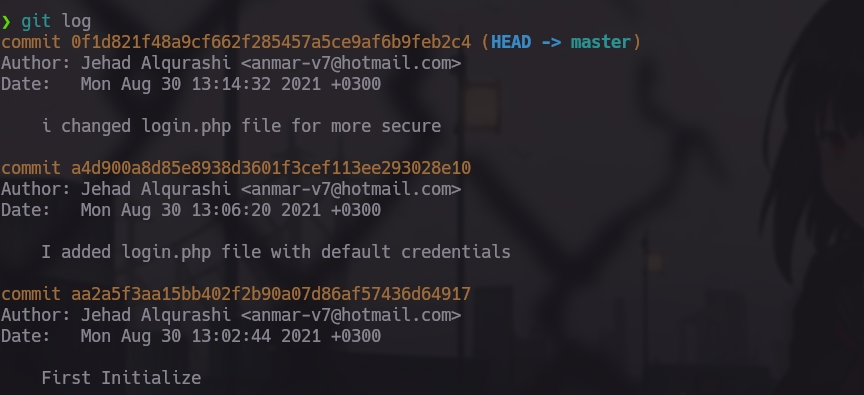 ❯ git log
commit 0f1d821f48a9cf662f285457a5ce9af6b9feb2c4 (HEAD -> master)
Author: Jehad Alqurashi <anmar-v7@hotmail.com>
Date:   Mon Aug 30 13:14:32 2021 +0300
i changed login.php file for more secure
commit a4d900a8d85e8938d3601f3cef113ee293028e10
Author: Jehad Alqurashi <anmar-v7@hotmail.com>
Date:   Mon Aug 30 13:06:20 2021 +0300
I added login.php file with default credentials
commit aa2a5f3aa15bb402f2b90a07d86af57436d64917
Author: Jehad Alqurashi <anmar-v7@hotmail.com>
Date:   Mon Aug 30 13:02:44 2021 +0300
First Initialize